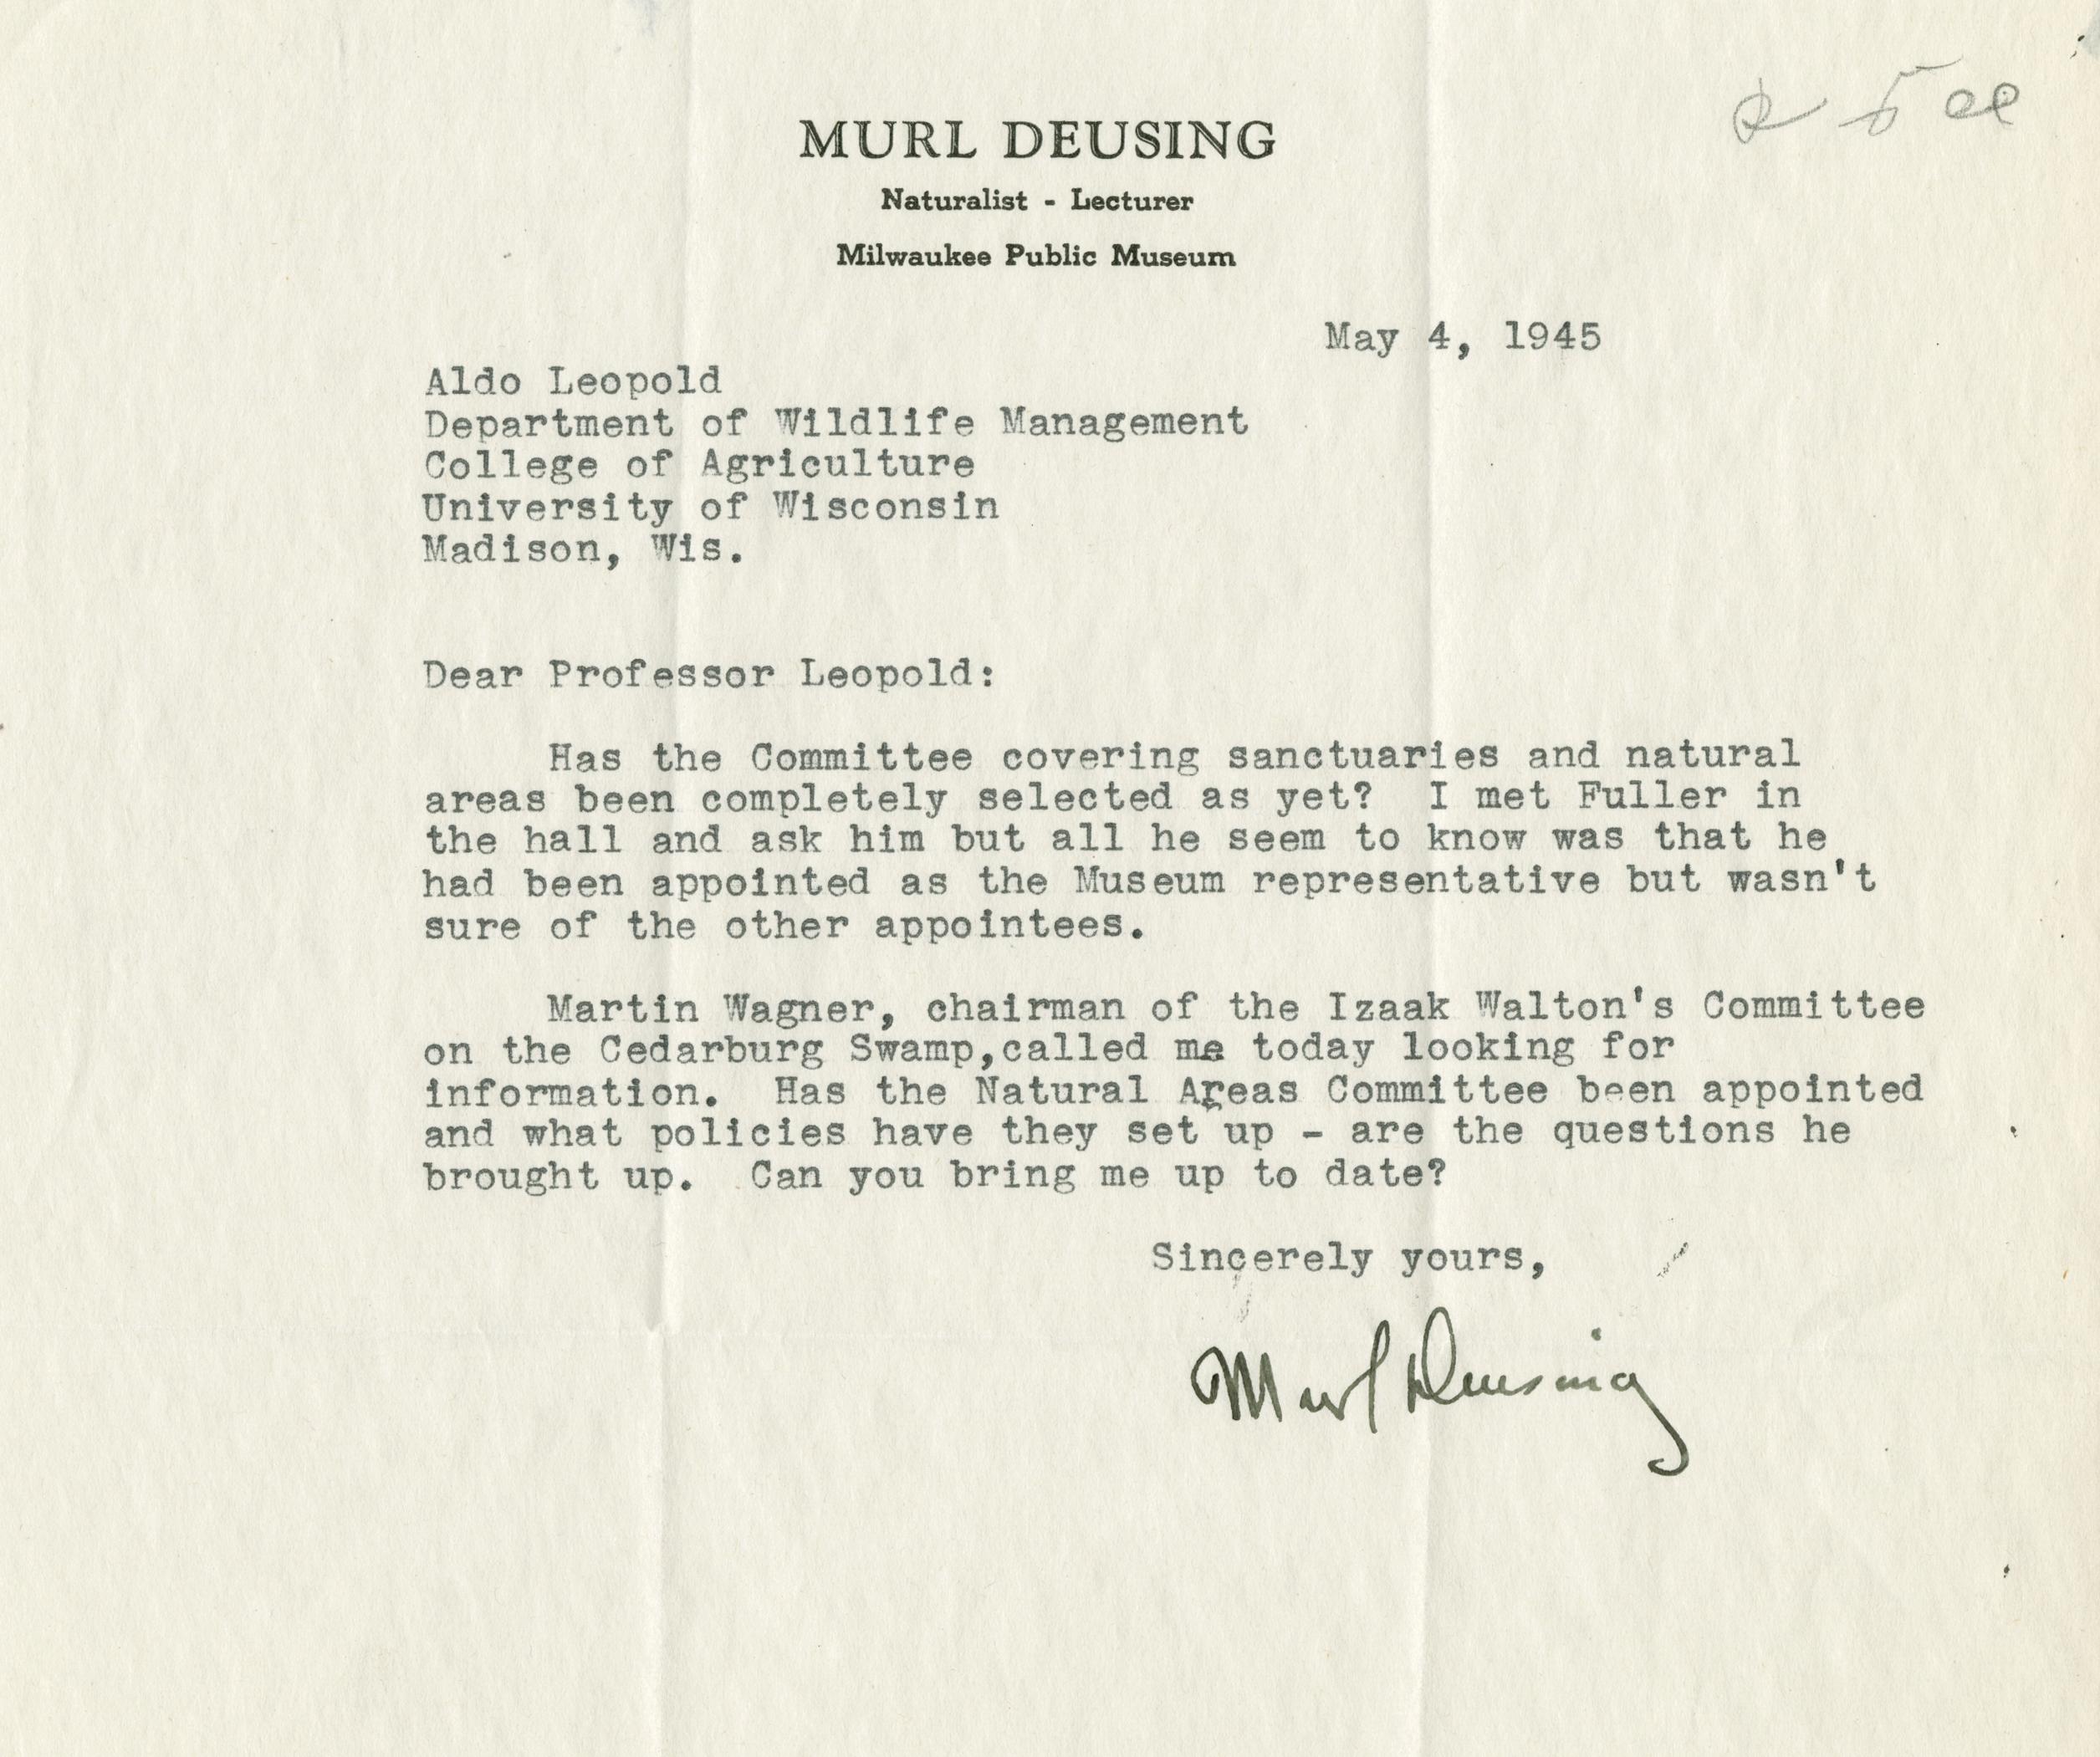 MURL DEUSING
Naturalist - Lecturer
Milwaukee Public Museum
May 4, 1945
Aldo Leopold
Department of Wildlife Management
College of Agriculture
University of Wisconsin
Madison, Wis.
Dear Professor Leopold:
Has the Committee covering sanctuaries and natural
areas been completely selected as yet? I met Fuller in
the hall and ask him but all he seem to know was that he
had been appointed as the Museum representative but wasn't
sure of the other appointees.
Martin Wagner, chairman of the Izaak Walton's Committee
on the Cedarburg Swamp,called me today looking for
information. Has the Natural Areas Committee been appointed
and what policies have they set up - are the questions he
brought up. Can you bring me up to date?
Sincerely yours,
Murl Deusing